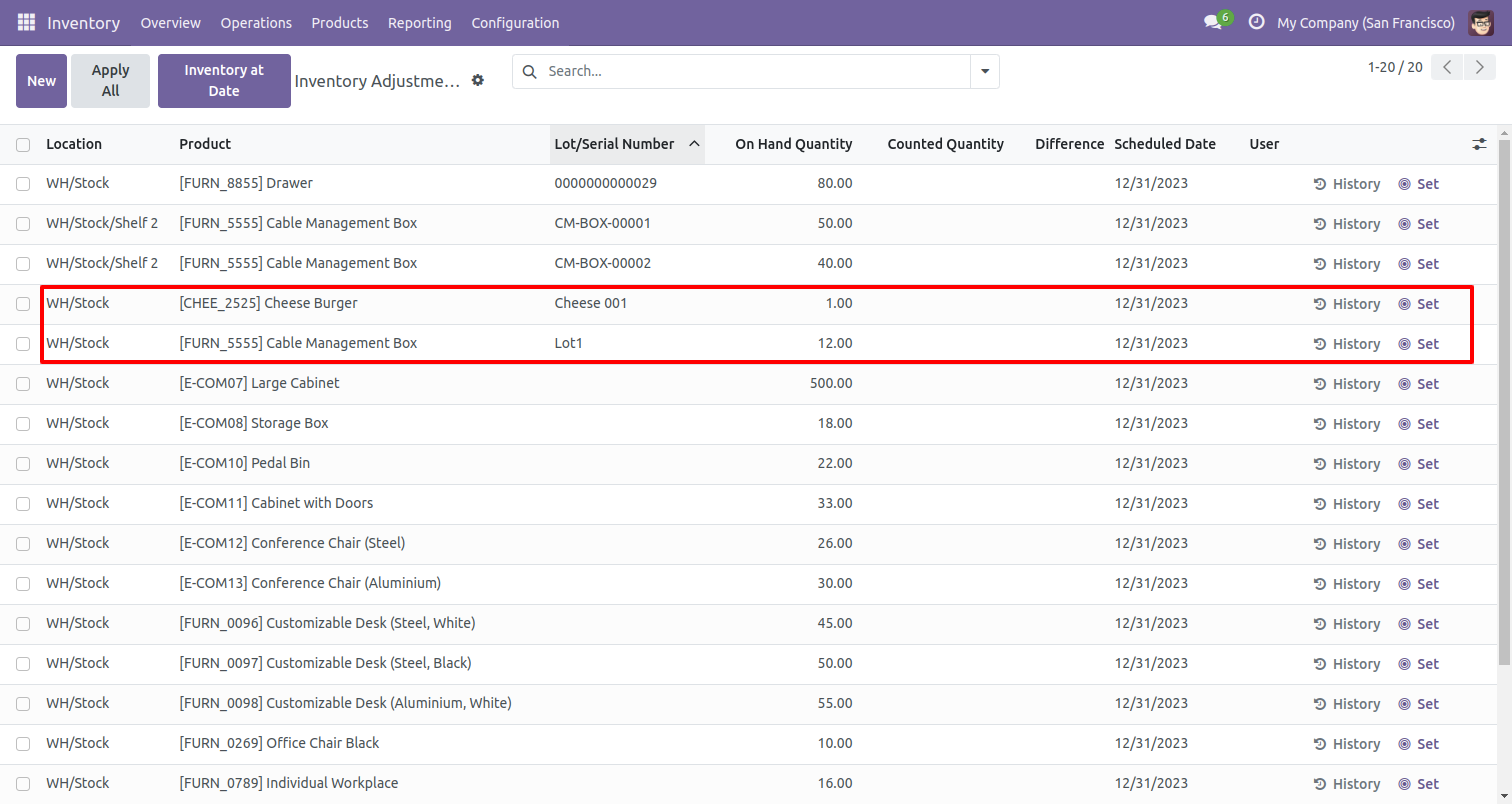 Inventory Overview Operations Products Reporting Configuration 6 My Company (San Francisco)
New Apply All Inventory at Date Inventory Adjustme... Search... 1-20 / 20
Location Product Lot/Serial Number On Hand Quantity Counted Quantity Difference Scheduled Date User
WH/Stock [FURN_8855] Drawer 0000000000029 80.00 12/31/2023 History Set
WH/Stock/Shelf 2 [FURN_5555] Cable Management Box CM-BOX-00001 50.00 12/31/2023 History Set
WH/Stock/Shelf 2 [FURN_5555] Cable Management Box CM-BOX-00002 40.00 12/31/2023 History Set
WH/Stock [CHEE_2525] Cheese Burger Cheese 001 1.00 12/31/2023 History Set
WH/Stock [FURN_5555] Cable Management Box Lot1 12.00 12/31/2023 History Set
WH/Stock [E-COM07] Large Cabinet 500.00 12/31/2023 History Set
WH/Stock [E-COM08] Storage Box 18.00 12/31/2023 History Set
WH/Stock [E-COM10] Pedal Bin 22.00 12/31/2023 History Set
WH/Stock [E-COM11] Cabinet with Doors 33.00 12/31/2023 History Set
WH/Stock [E-COM12] Conference Chair (Steel) 26.00 12/31/2023 History Set
WH/Stock [E-COM13] Conference Chair (Aluminium) 30.00 12/31/2023 History Set
WH/Stock [FURN_0096] Customizable Desk (Steel, White) 45.00 12/31/2023 History Set
WH/Stock [FURN_0097] Customizable Desk (Steel, Black) 50.00 12/31/2023 History Set
WH/Stock [FURN_0098] Customizable Desk (Aluminium, White) 55.00 12/31/2023 History Set
WH/Stock [FURN_0269] Office Chair Black 10.00 12/31/2023 History Set
WH/Stock [FURN_0789] Individual Workplace 16.00 12/31/2023 History Set